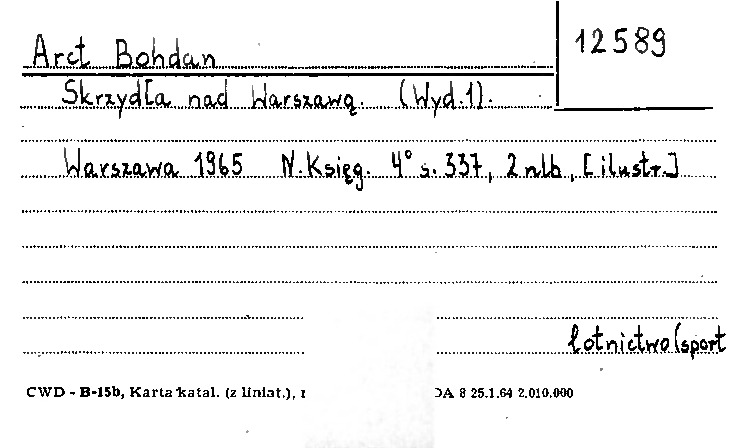 12589
Arct Bohdan
Skrzydła nad Warszawą. (Wyd.1).
Warszawa 1965 N.Księg. 4° s. 337, 2 nlb, [ilustr.]
lotnictwo (sport
CWD - B-15b, Karta katal. (z liniat.), DA 8 25.1.64 2.010.000